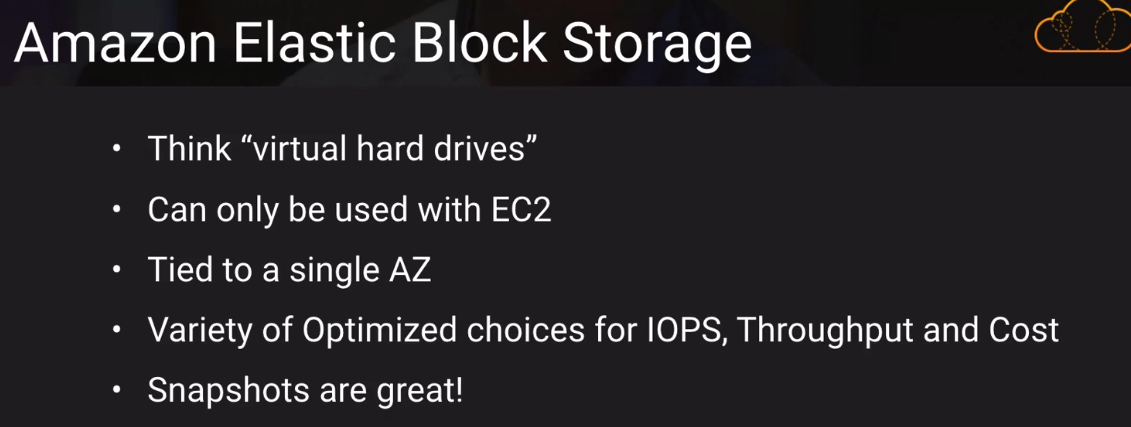 Amazon Elastic Block Storage
• Think “virtual hard drives”
• Can only be used with EC2
• Tied to a single AZ
• Variety of Optimized choices for IOPS, Throughput and Cost
• Snapshots are great!